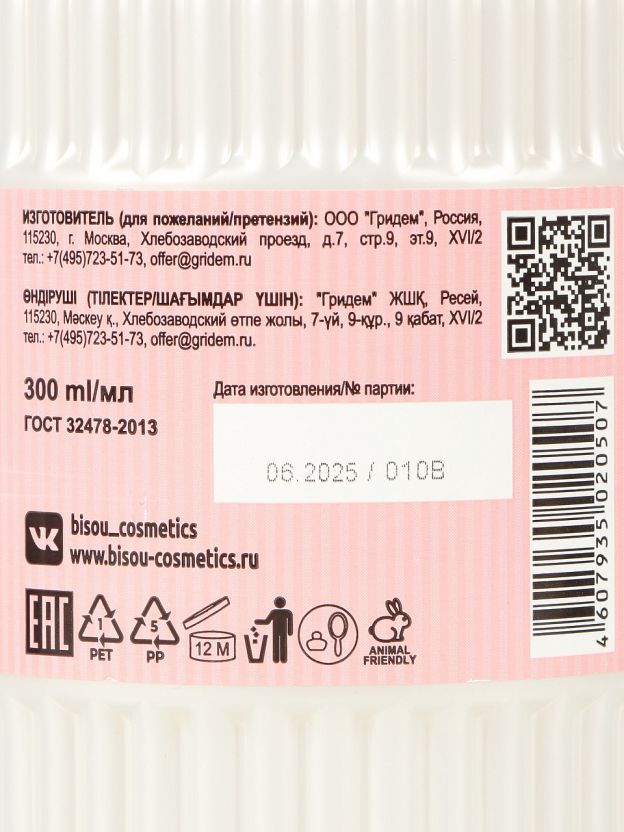 ИЗГОТОВИТЕЛЬ (для пожеланий/претензий): ООО "Гридем", Россия,
115230, г. Москва, Хлебозаводский проезд, д.7, стр.9, эт.9, XVI/2
тел.: +7(495)723-51-73, offer@gridem.ru
ӨНДІРУШІ (ТІЛЕКТЕР/ШАҒЫМДАР ҮШІН): "Гридем" ЖШҚ, Ресей,
115230, Мәскеу қ., Хлебозаводский өтпе жолы, 7-үй, 9-құр., 9 қабат, XVI/2
тел.: +7(495)723-51-73, offer@gridem.ru.
300 ml/мл
ГОСТ 32478-2013
Дата изготовления/№ партии:
06.2025 / 010B
bisou_cosmetics
www.bisou-cosmetics.ru
EAC
1
PET
5
PP
12 M
ANIMAL
FRIENDLY
4 607935 020507